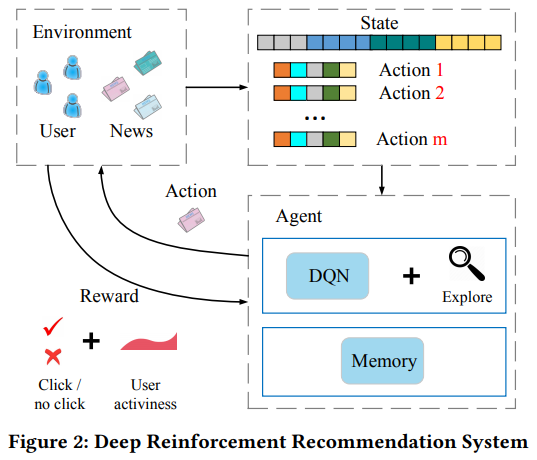 Environment
User
News
State
Action 1
Action 2
...
Action m
Action
Agent
DQN
+
Explore
Memory
Reward
+
Click /
no click
User
activiness
Figure 2: Deep Reinforcement Recommendation System